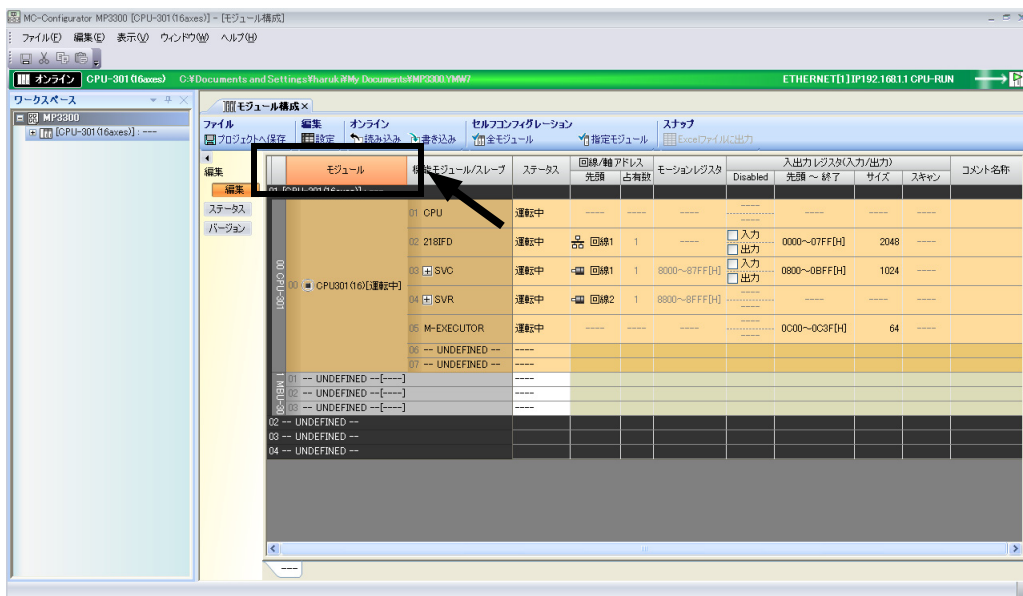 MC-Configurator MP3300 [CPU-301(16axes)] - [モジュール構成]
ファイル(F) 編集(E) 表示(V) ウィンドウ(W) ヘルプ(H)
オンライン CPU-301(16axes) C:¥Documents and Settings¥haruki¥My Documents¥MP3300.YMW7 ETHERNET[1] IP192.168.1.1 CPU-RUN
ワークスペース
MP3300
[CPU-301(16axes)] : ---
モジュール構成
ファイル 編集 オンライン セルフコンフィグレーション スナップ
プロジェクトへ保存 設定 読み込み 書き込み 全モジュール 指定モジュール Excelファイルに出力
編集
編集
ステータス
バージョン
モジュール 機能モジュール/スレーブ ステータス 回線/軸アドレス モーションレジスタ 入出力レジスタ(入力/出力) コメント名称
先頭 占有数 Disabled 先頭 ~ 終了 サイズ スキャン
01 [CPU-301(16axes)] : ---
00 CPU-301
00 CPU301(16)[運転中]
01 CPU 運転中 ---- ---- ---- ---- ---- ---- ---- ----
02 218IFD 運転中 回線1 1 ---- 入力 出力 0000~07FF[H] 2048 ----
03 SVC 運転中 回線1 1 8000~87FF[H] 入力 出力 0800~0BFF[H] 1024 ----
04 SVR 運転中 回線2 1 8800~8FFF[H] ---- ---- ---- ---- ----
05 M-EXECUTOR 運転中 ---- ---- ---- ---- ---- 0C00~0C3F[H] 64 ----
06 -- UNDEFINED -- ----
07 -- UNDEFINED -- ----
01 -- UNDEFINED --[----] ----
02 -- UNDEFINED --[----] ----
03 -- UNDEFINED --[----] ----
02 -- UNDEFINED --
03 -- UNDEFINED --
04 -- UNDEFINED --
---